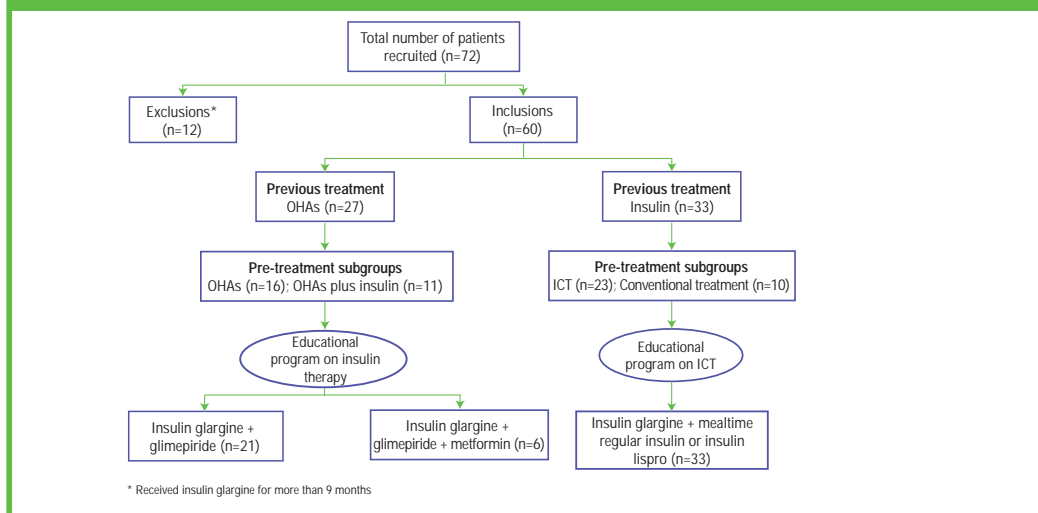 Total number of patients
recruited (n=72)
Exclusions*
(n=12)
Inclusions
(n=60)
Previous treatment
OHAs (n=27)
Previous treatment
Insulin (n=33)
Pre-treatment subgroups
OHAs (n=16); OHAs plus insulin (n=11)
Pre-treatment subgroups
ICT (n=23); Conventional treatment (n=10)
Educational
program on insulin
therapy
Educational
program on ICT
Insulin glargine +
glimepiride (n=21)
Insulin glargine +
glimepiride + metformin (n=6)
Insulin glargine + mealtime
regular insulin or insulin
lispro (n=33)
* Received insulin glargine for more than 9 months